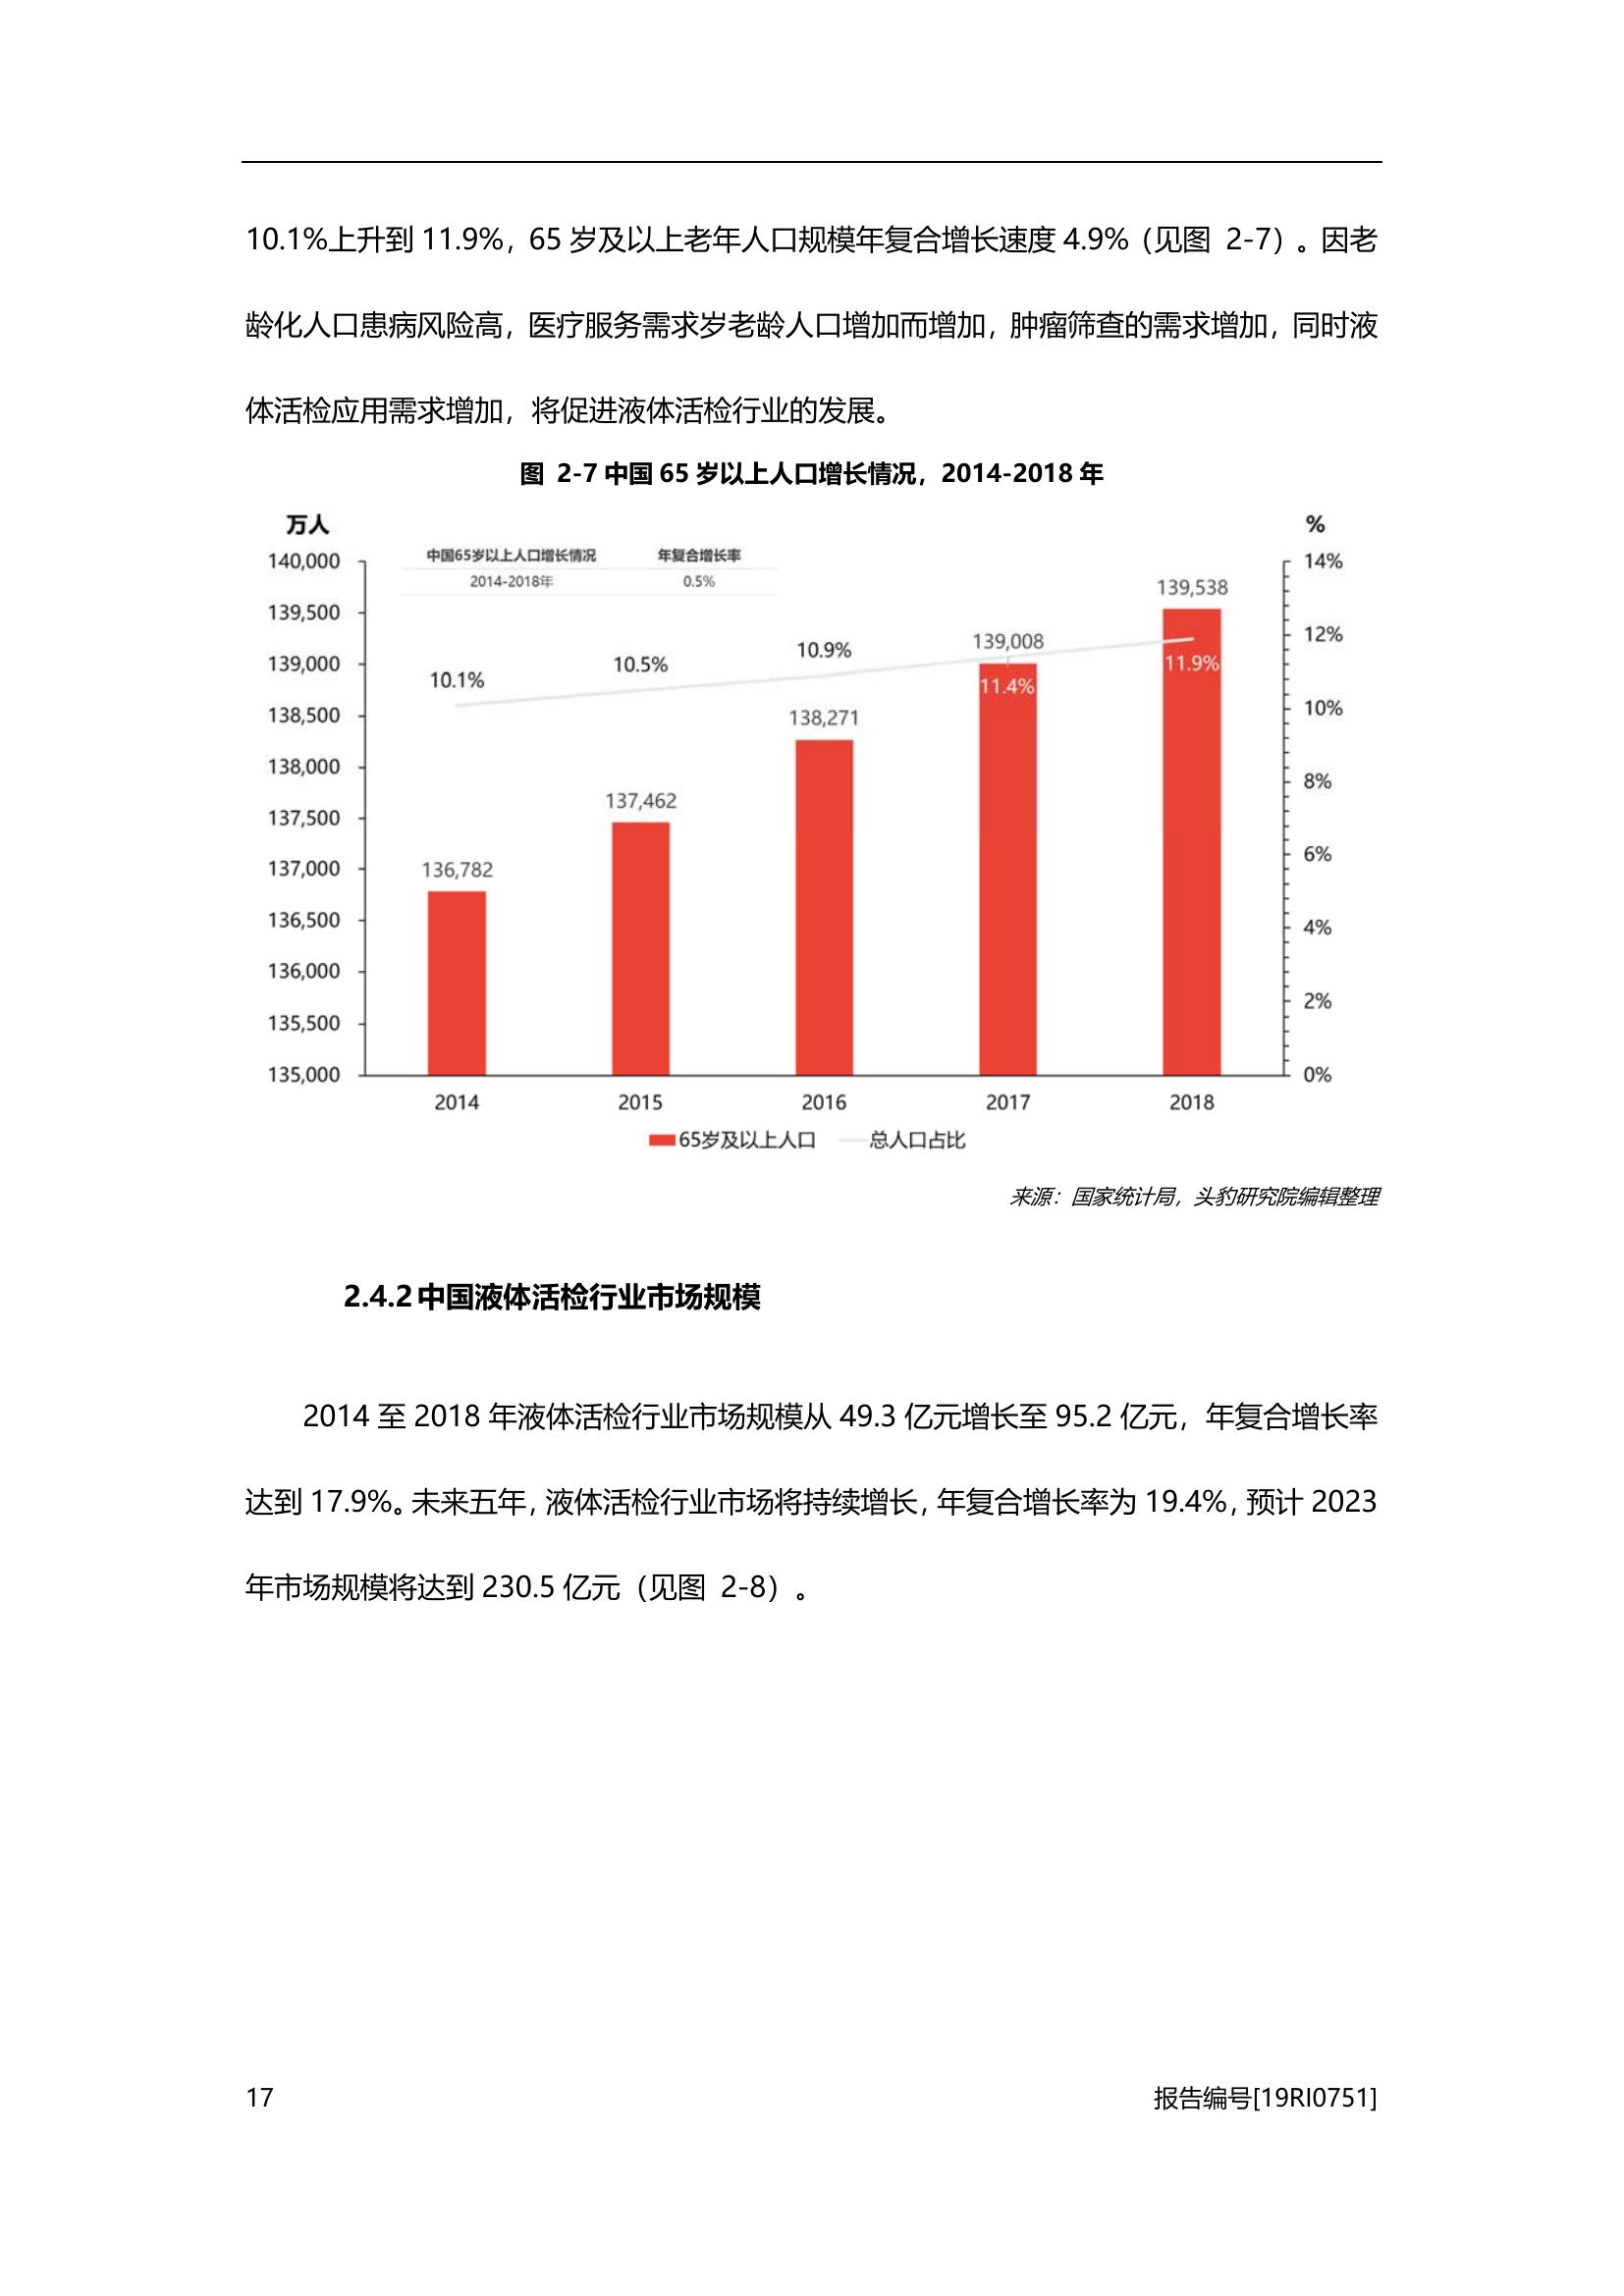 10.1%上升到 11.9%，65 岁及以上老年人口规模年复合增长速度 4.9%（见图 2-7）。因老
龄化人口患病风险高，医疗服务需求岁老龄人口增加而增加，肿瘤筛查的需求增加，同时液
体活检应用需求增加，将促进液体活检行业的发展。
图 2-7 中国 65 岁以上人口增长情况，2014-2018 年
万人
%
中国65岁以上人口增长情况 年复合增长率
2014-2018年 0.5%
140,000
139,500
139,000
138,500
138,000
137,500
137,000
136,500
136,000
135,500
135,000
10.1%
10.5%
10.9%
11.4%
11.9%
136,782
137,462
138,271
139,008
139,538
14%
12%
10%
8%
6%
4%
2%
0%
2014 2015 2016 2017 2018
65岁及以上人口 总人口占比
来源：国家统计局，头豹研究院编辑整理
2.4.2 中国液体活检行业市场规模
2014 至 2018 年液体活检行业市场规模从 49.3 亿元增长至 95.2 亿元，年复合增长率
达到 17.9%。未来五年，液体活检行业市场将持续增长，年复合增长率为 19.4%，预计 2023
年市场规模将达到 230.5 亿元（见图 2-8）。
17 报告编号[19RI0751]